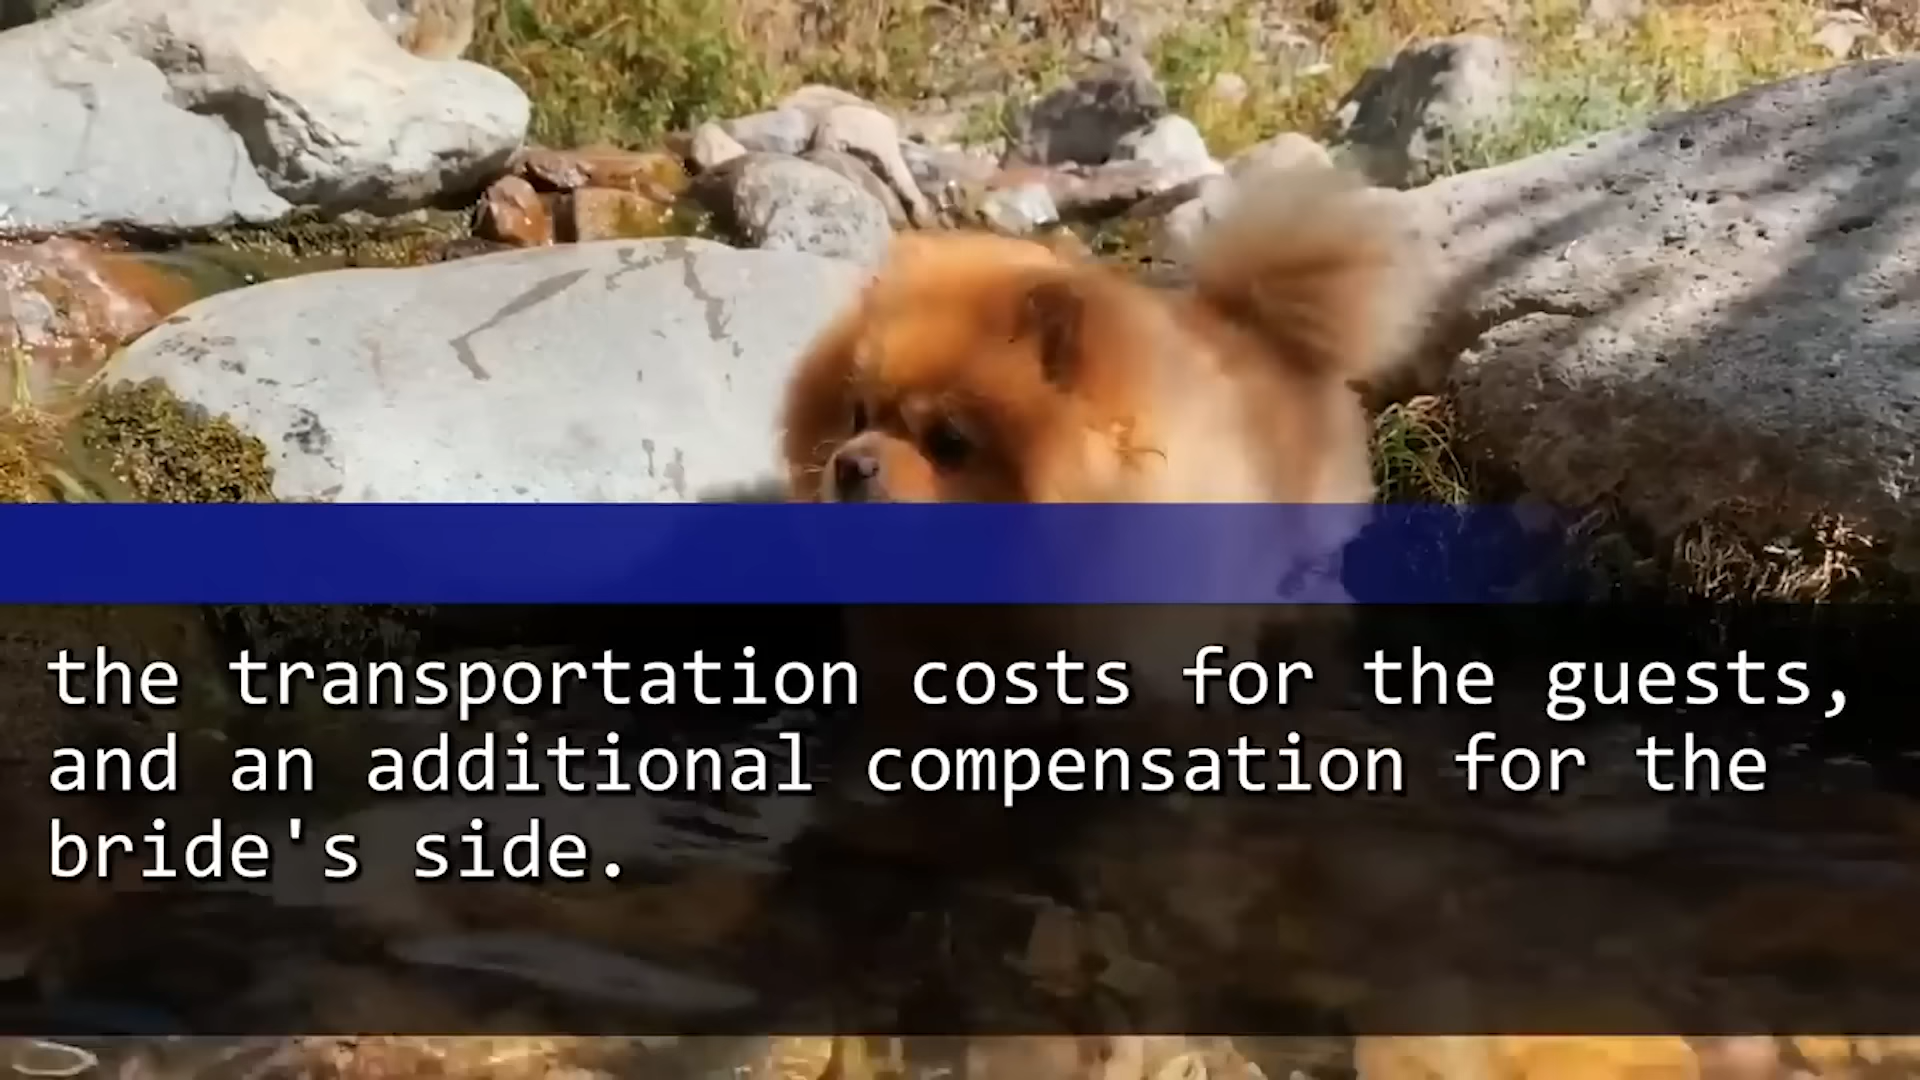 the transportation costs for the guests,
and an additional compensation for the
bride's side.